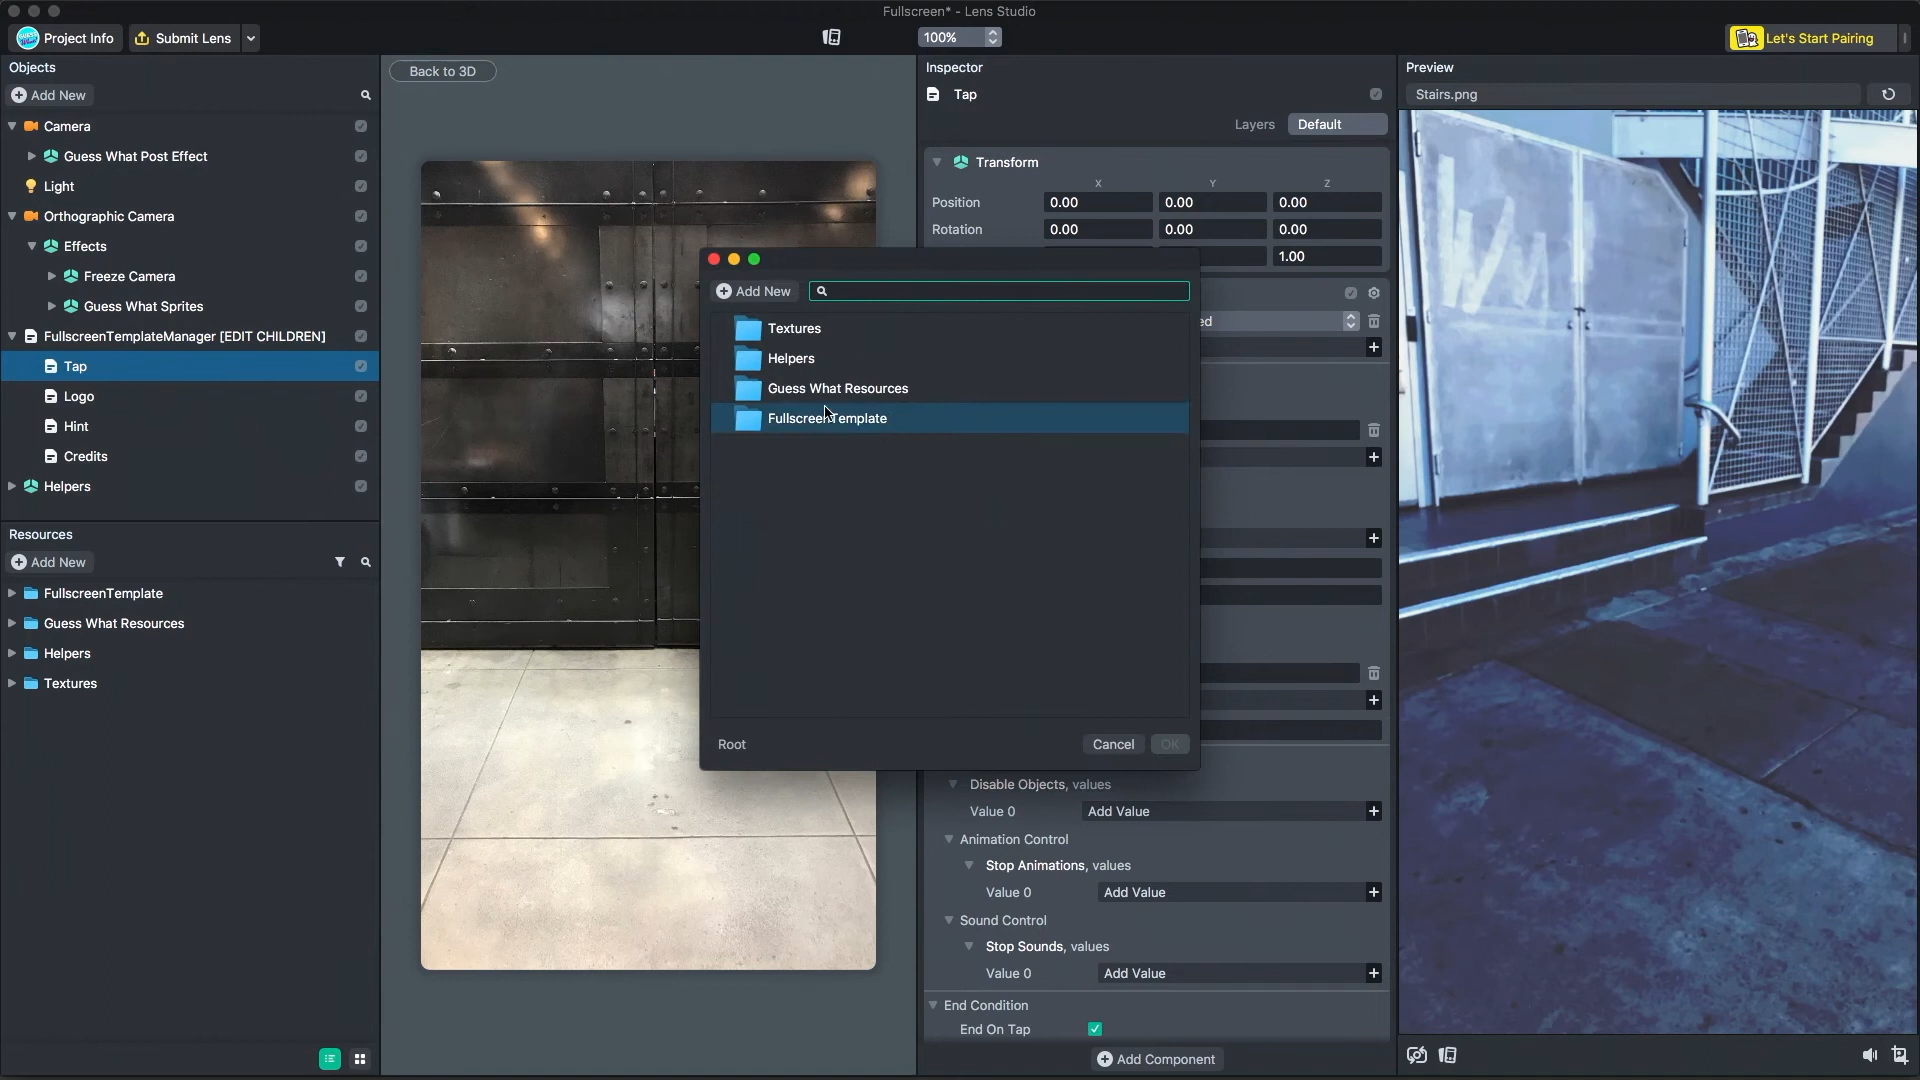 Fullscreen* - Lens Studio
Project Info
Submit Lens
100%
Let's Start Pairing
Objects
Add New
Camera
Guess What Post Effect
Light
Orthographic Camera
Effects
Freeze Camera
Guess What Sprites
FullscreenTemplateManager [EDIT CHILDREN]
Tap
Logo
Hint
Credits
Helpers
Resources
Add New
FullscreenTemplate
Guess What Resources
Helpers
Textures
Back to 3D
Add New
Textures
Helpers
Guess What Resources
FullscreenTemplate
Root
Cancel
OK
Inspector
Tap
Layers
Default
Transform
X Y Z
Position 0.00 0.00 0.00
Rotation 0.00 0.00 0.00
1.00
ed
Disable Objects, values
Value 0 Add Value
Animation Control
Stop Animations, values
Value 0 Add Value
Sound Control
Stop Sounds, values
Value 0 Add Value
End Condition
End On Tap
Add Component
Preview
Stairs.png